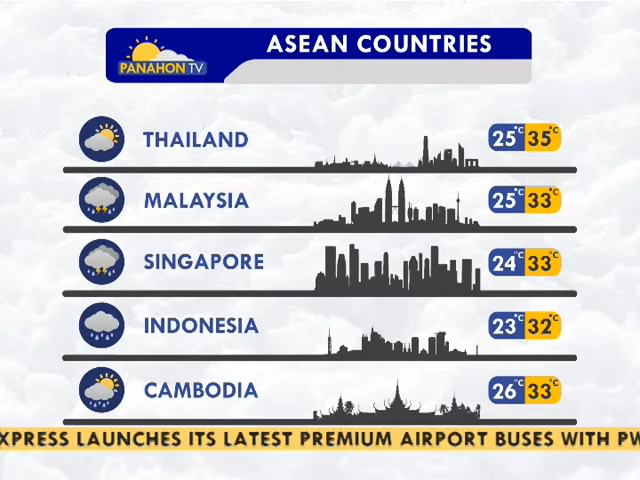 ASEAN COUNTRIES
PANAHON TV
THAILAND 25°C 35°C
MALAYSIA 25°C 33°C
SINGAPORE 24°C 33°C
INDONESIA 23°C 32°C
CAMBODIA 26°C 33°C
XPRESS LAUNCHES ITS LATEST PREMIUM AIRPORT BUSES WITH PW